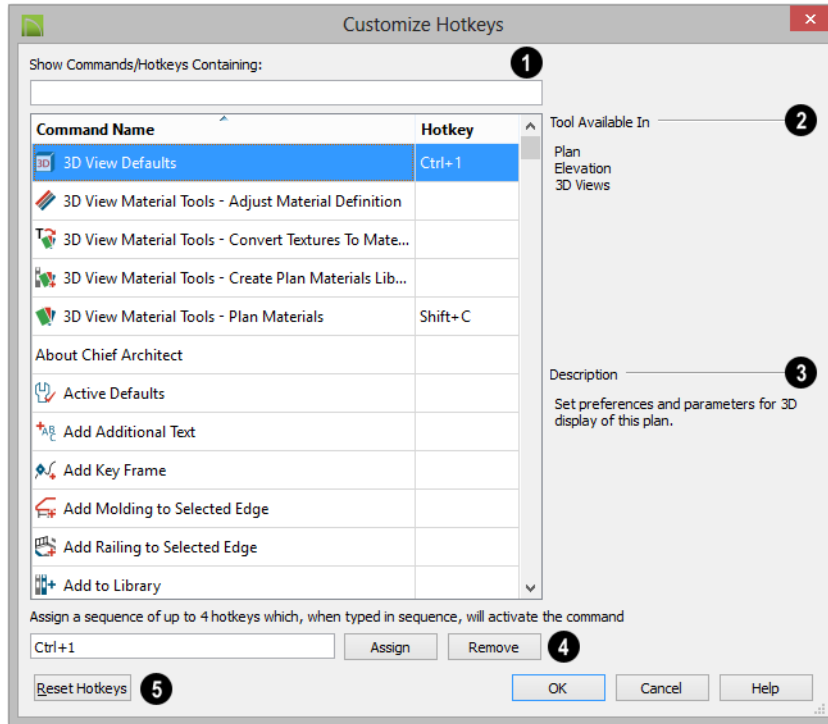 Customize Hotkeys
Show Commands/Hotkeys Containing:
1
Command Name
Hotkey
Tool Available In
2
3D
3D View Defaults
Ctrl+1
Plan
Elevation
3D Views
3D View Material Tools - Adjust Material Definition
3D View Material Tools - Convert Textures To Mate...
3D View Material Tools - Create Plan Materials Lib...
3D View Material Tools - Plan Materials
Shift+C
About Chief Architect
Description
3
Active Defaults
Set preferences and parameters for 3D
display of this plan.
Add Additional Text
Add Key Frame
Add Molding to Selected Edge
Add Railing to Selected Edge
Add to Library
Assign a sequence of up to 4 hotkeys which, when typed in sequence, will activate the command
Ctrl+1
Assign
Remove
4
Reset Hotkeys
5
OK
Cancel
Help